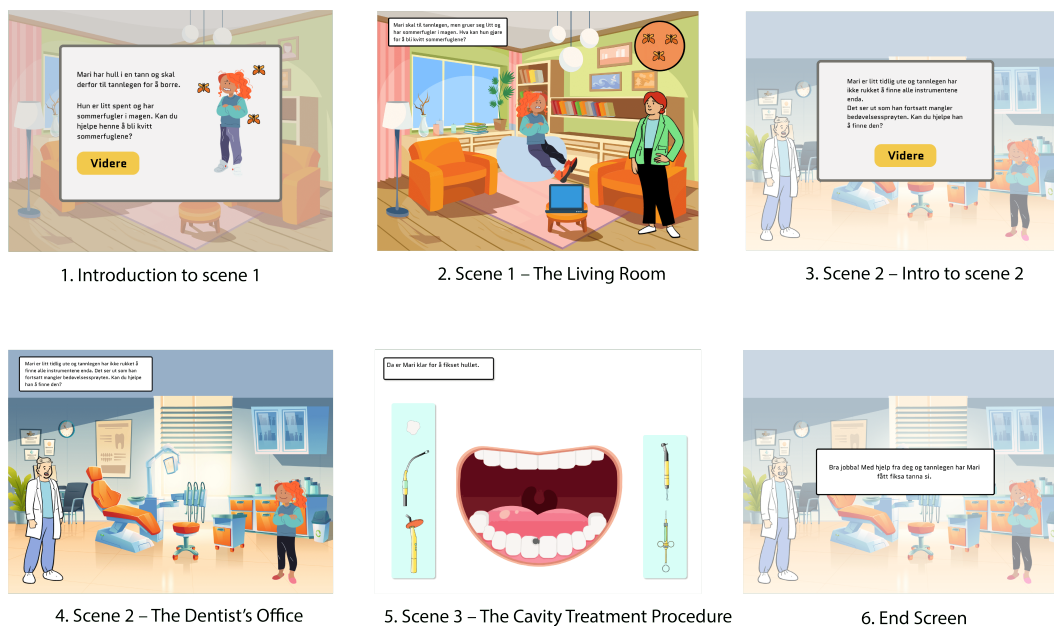 Mari har hull i en tann og skal
derfor til tannlegen for å borre.
Hun er litt spent og har
sommerfugler i magen. Kan du
hjelpe henne å bli kvitt
sommerfuglene?
Videre
1. Introduction to scene 1
Mari skal til tannlegen, men gruer seg litt og
har sommerfugler i magen. Hva kan hun gjøre
for å bli kvitt sommerfuglene?
2. Scene 1 – The Living Room
Mari er litt tidlig ute og tannlegen har
ikke rukket å finne alle instrumentene
enda.
Det ser ut som han fortsatt mangler
bedøvelsessprøyten. Kan du hjelpe han
å finne den?
Videre
3. Scene 2 – Intro to scene 2
Mari er litt tidlig ute og tannlegen har ikke rukket å
finne alle instrumentene enda. Det ser ut som han
fortsatt mangler bedøvelsessprøyten. Kan du hjelpe
han å finne den?
4. Scene 2 – The Dentist's Office
Da er Mari klar for å fikset hullet.
5. Scene 3 – The Cavity Treatment Procedure
Bra jobba! Med hjelp fra deg og tannlegen har Mari
fått fiksa tanna si.
6. End Screen